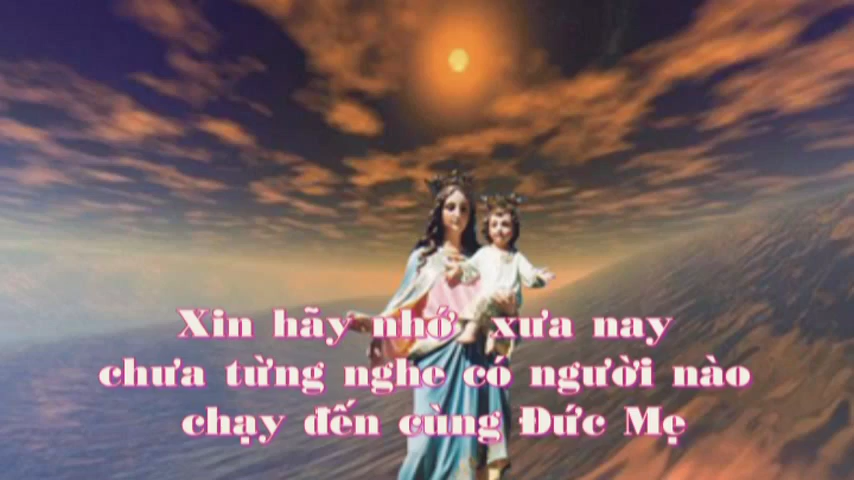 Xin hãy nhớ xưa nay
chưa từng nghe có người nào
chạy đến cùng Đức Mẹ